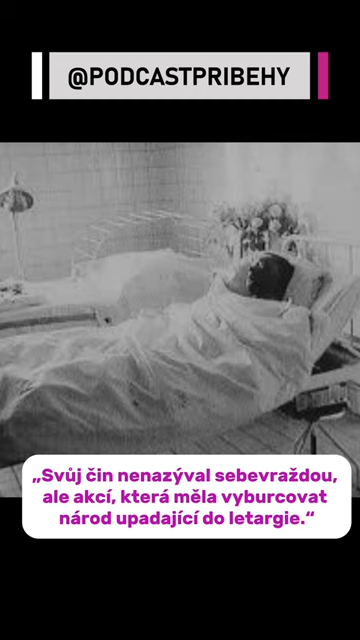 @PODCASTPRIBEHY
„Svůj čin nenazýval sebevraždou,
ale akcí, která měla vyburcovat
národ upadající do letargie.“